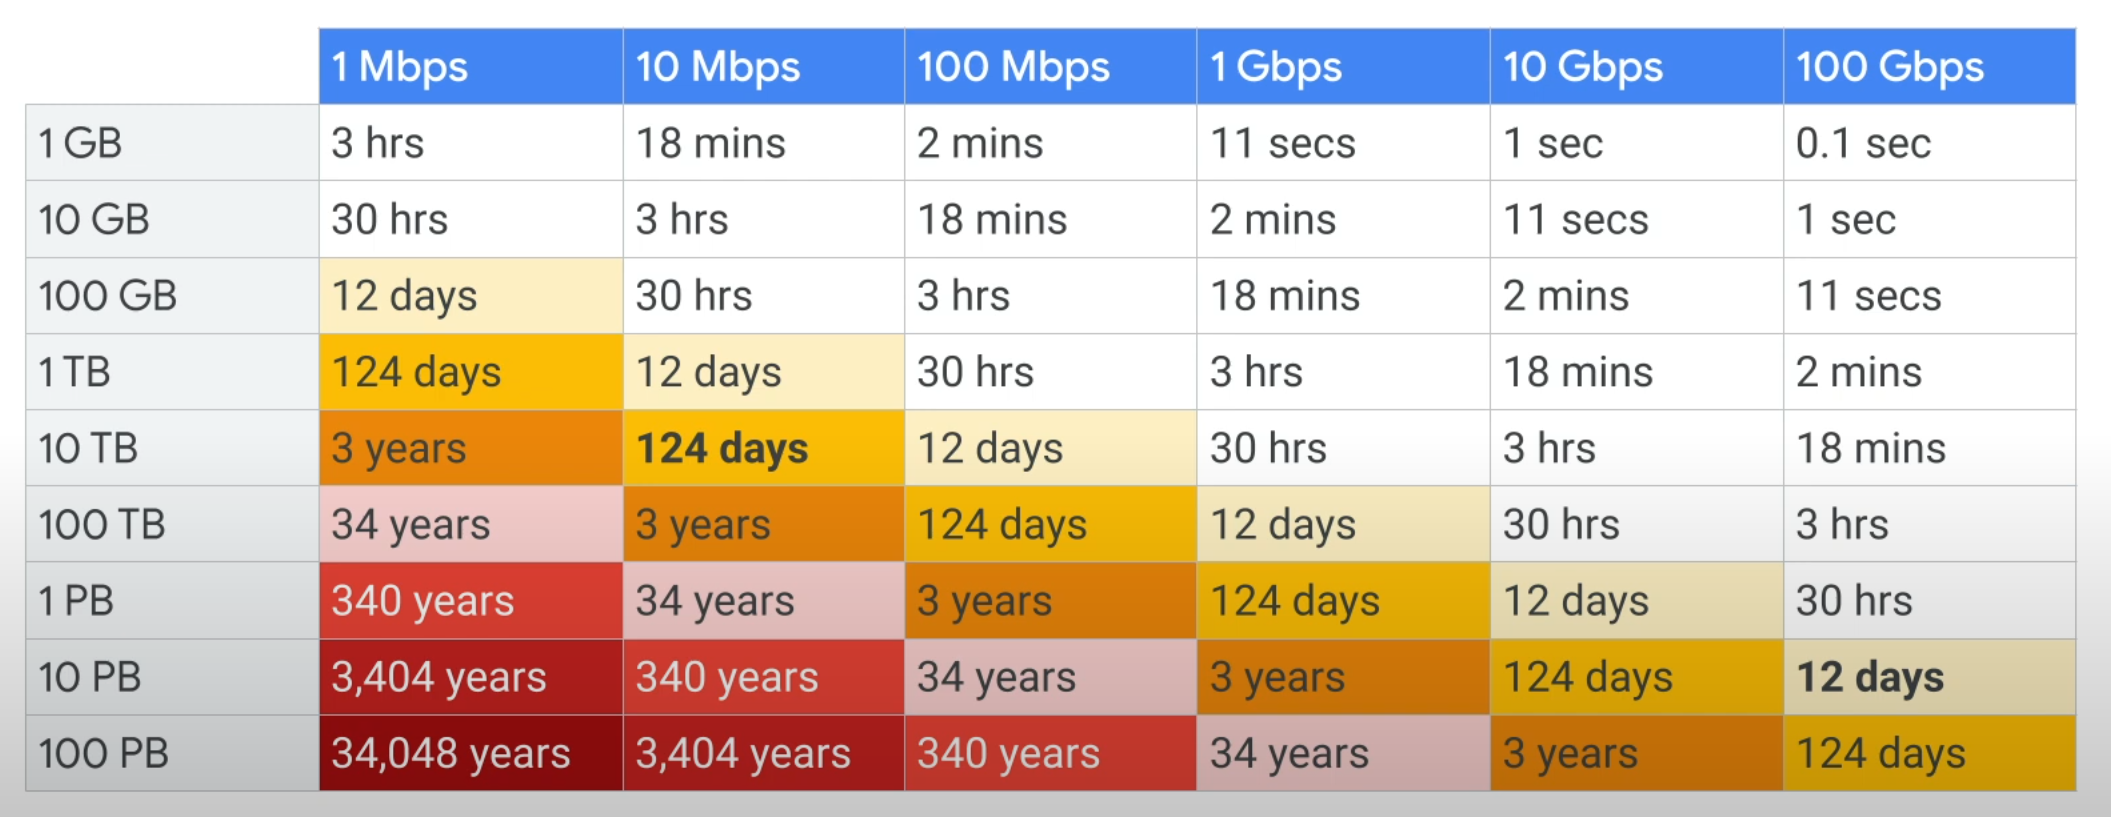 1 Mbps 10 Mbps 100 Mbps 1 Gbps 10 Gbps 100 Gbps
1 GB 3 hrs 18 mins 2 mins 11 secs 1 sec 0.1 sec
10 GB 30 hrs 3 hrs 18 mins 2 mins 11 secs 1 sec
100 GB 12 days 30 hrs 3 hrs 18 mins 2 mins 11 secs
1 TB 124 days 12 days 30 hrs 3 hrs 18 mins 2 mins
10 TB 3 years 124 days 12 days 30 hrs 3 hrs 18 mins
100 TB 34 years 3 years 124 days 12 days 30 hrs 3 hrs
1 PB 340 years 34 years 3 years 124 days 12 days 30 hrs
10 PB 3,404 years 340 years 34 years 3 years 124 days 12 days
100 PB 34,048 years 3,404 years 340 years 34 years 3 years 124 days